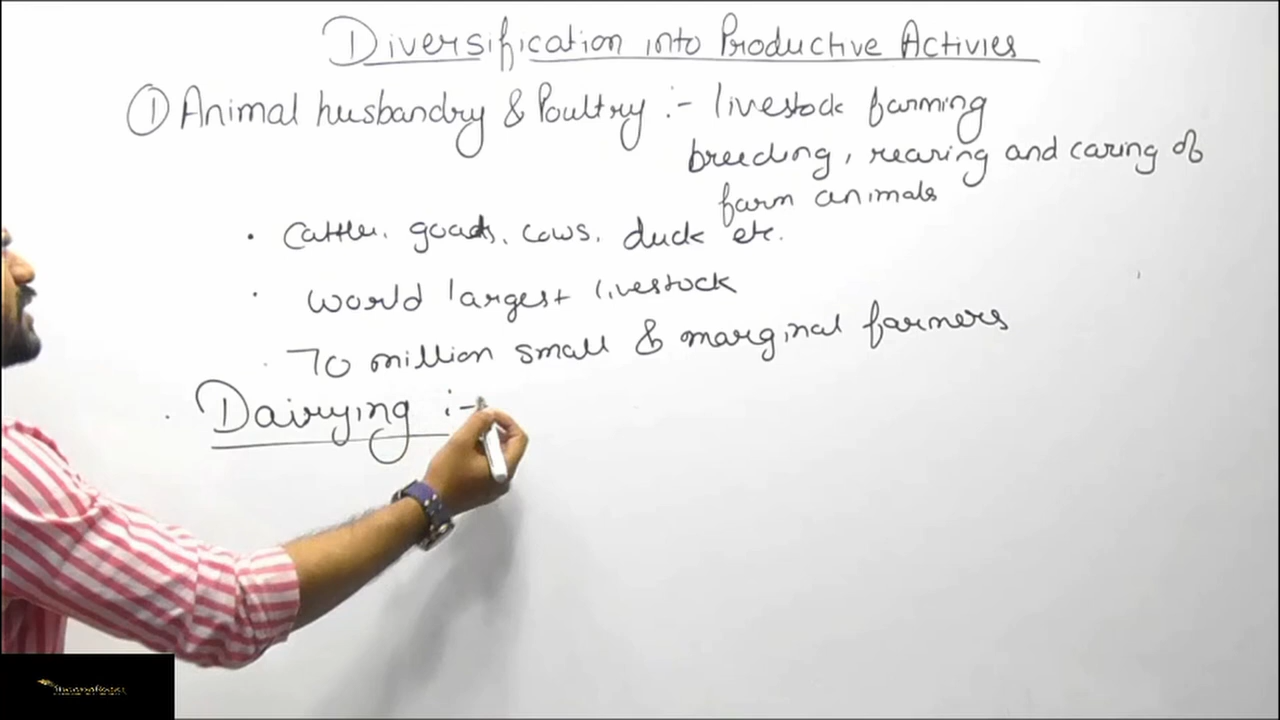 Diversification into Productive Activies
① Animal husbandry & Poultry :- livestock farming
breeding, rearing and caring of
farm animals
• Cattle, goads, cows, duck etc.
• World largest livestock
• 70 million small & marginal farmers
• Dairying :-